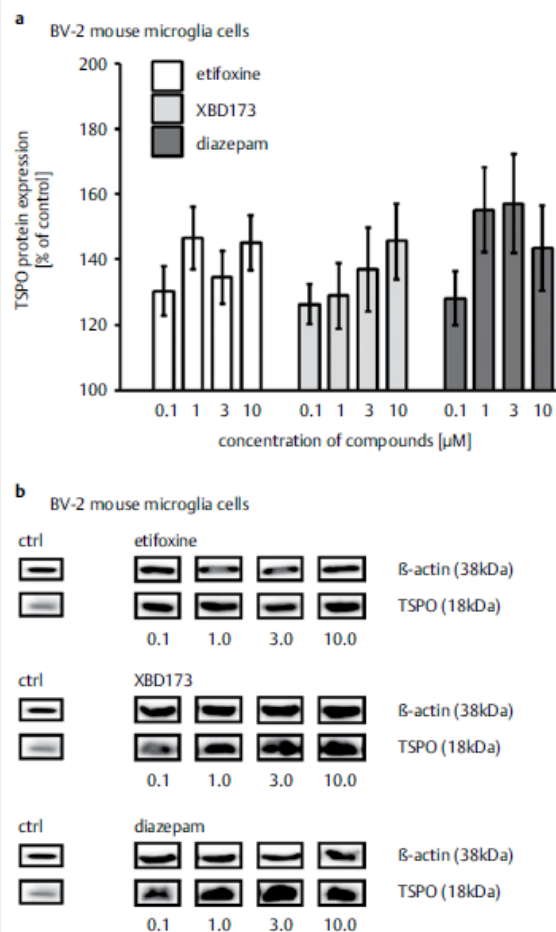 a
BV-2 mouse microglia cells
TSPO protein expression
[% of control]
200
180
160
140
120
100
etifoxine
XBD173
diazepam
0.1 1 3 10 0.1 1 3 10 0.1 1 3 10
concentration of compounds [µM]
b
BV-2 mouse microglia cells
ctrl etifoxine
ß-actin (38kDa)
TSPO (18kDa)
0.1 1.0 3.0 10.0
ctrl XBD173
ß-actin (38kDa)
TSPO (18kDa)
0.1 1.0 3.0 10.0
ctrl diazepam
ß-actin (38kDa)
TSPO (18kDa)
0.1 1.0 3.0 10.0